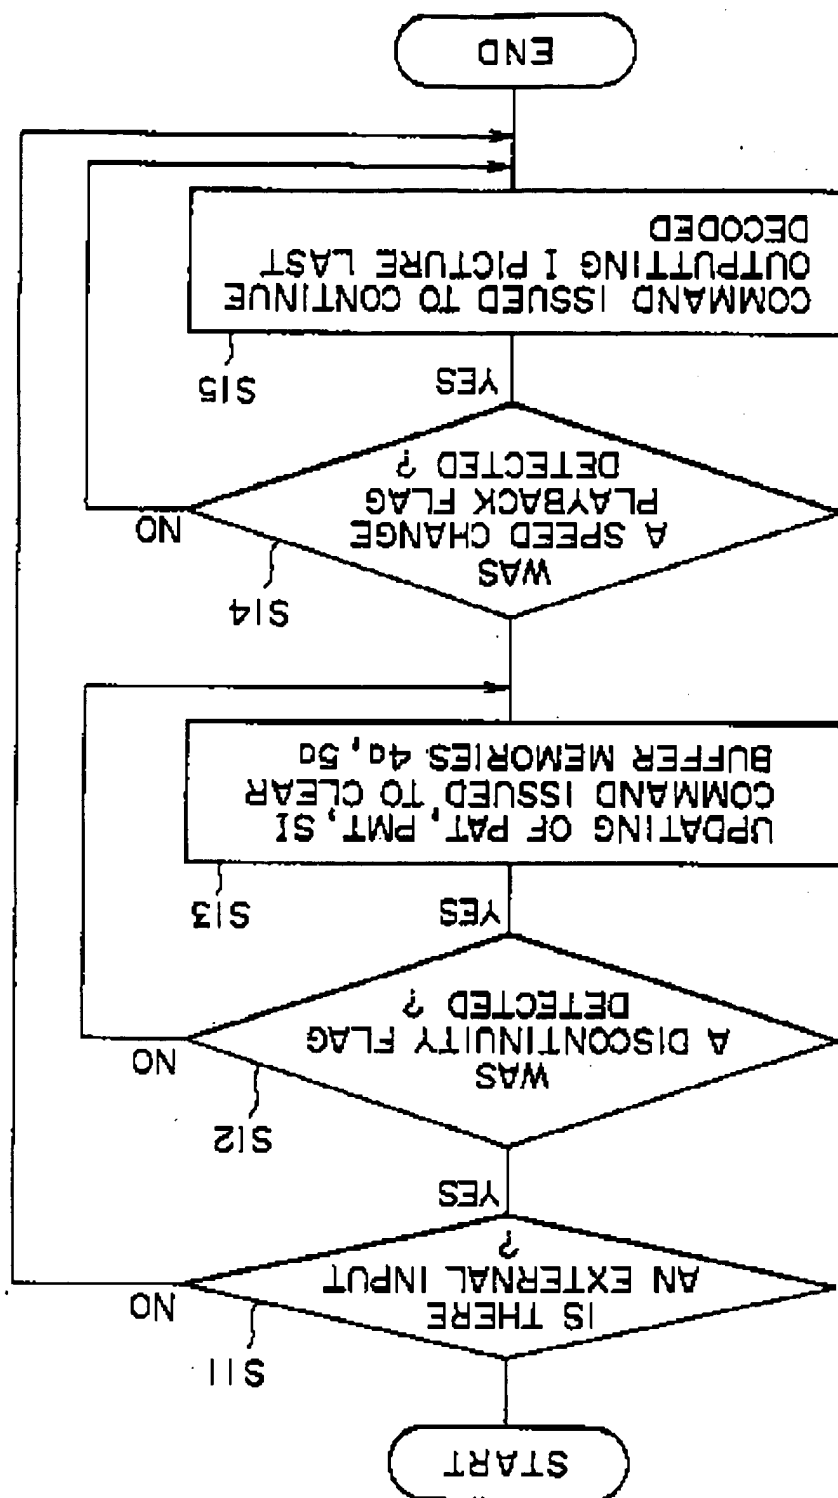 START
S11
IS THERE
AN EXTERNAL INPUT
?
NO
YES
S12
WAS
A DISCONTINUITY FLAG
DETECTED ?
NO
YES
S13
UPDATING OF PAT, PMT, SI
COMMAND ISSUED TO CLEAR
BUFFER MEMORIES 4a, 5a
S14
WAS
A SPEED CHANGE
PLAYBACK FLAG
DETECTED ?
NO
YES
S15
COMMAND ISSUED TO CONTINUE
OUTPUTTING I PICTURE LAST
DECODED
END